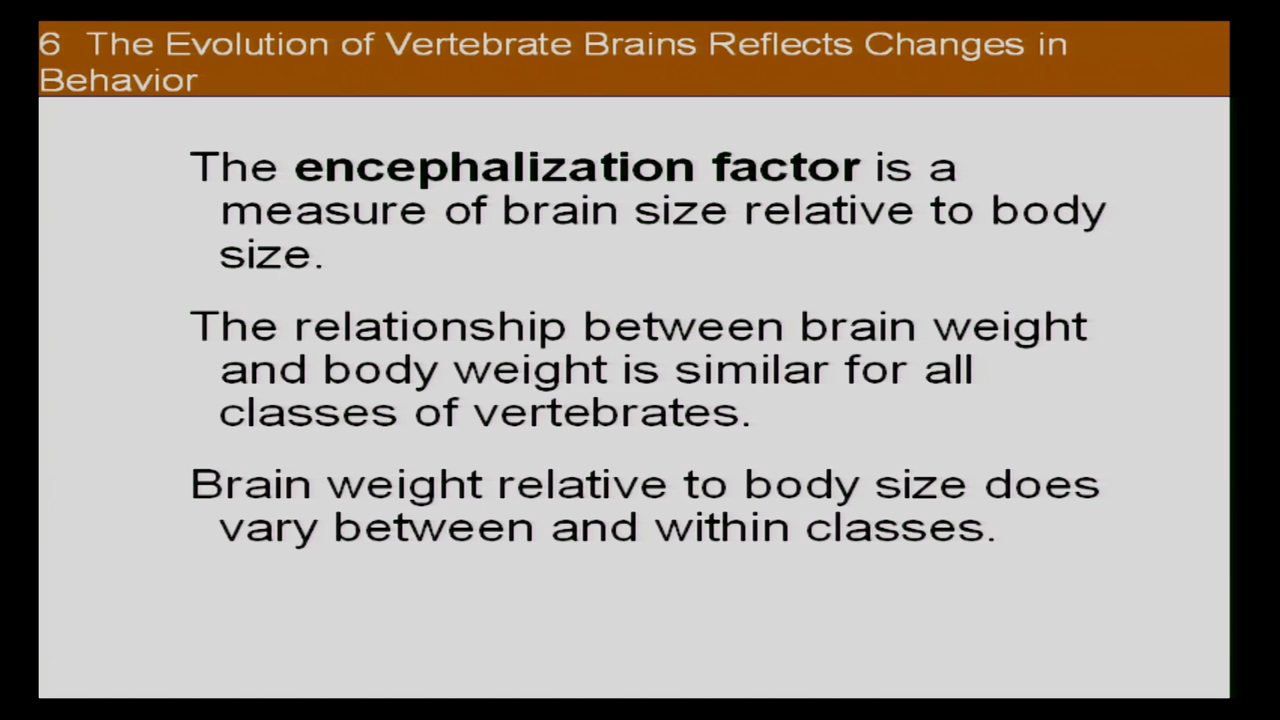 6 The Evolution of Vertebrate Brains Reflects Changes in
Behavior
The encephalization factor is a
measure of brain size relative to body
size.
The relationship between brain weight
and body weight is similar for all
classes of vertebrates.
Brain weight relative to body size does
vary between and within classes.